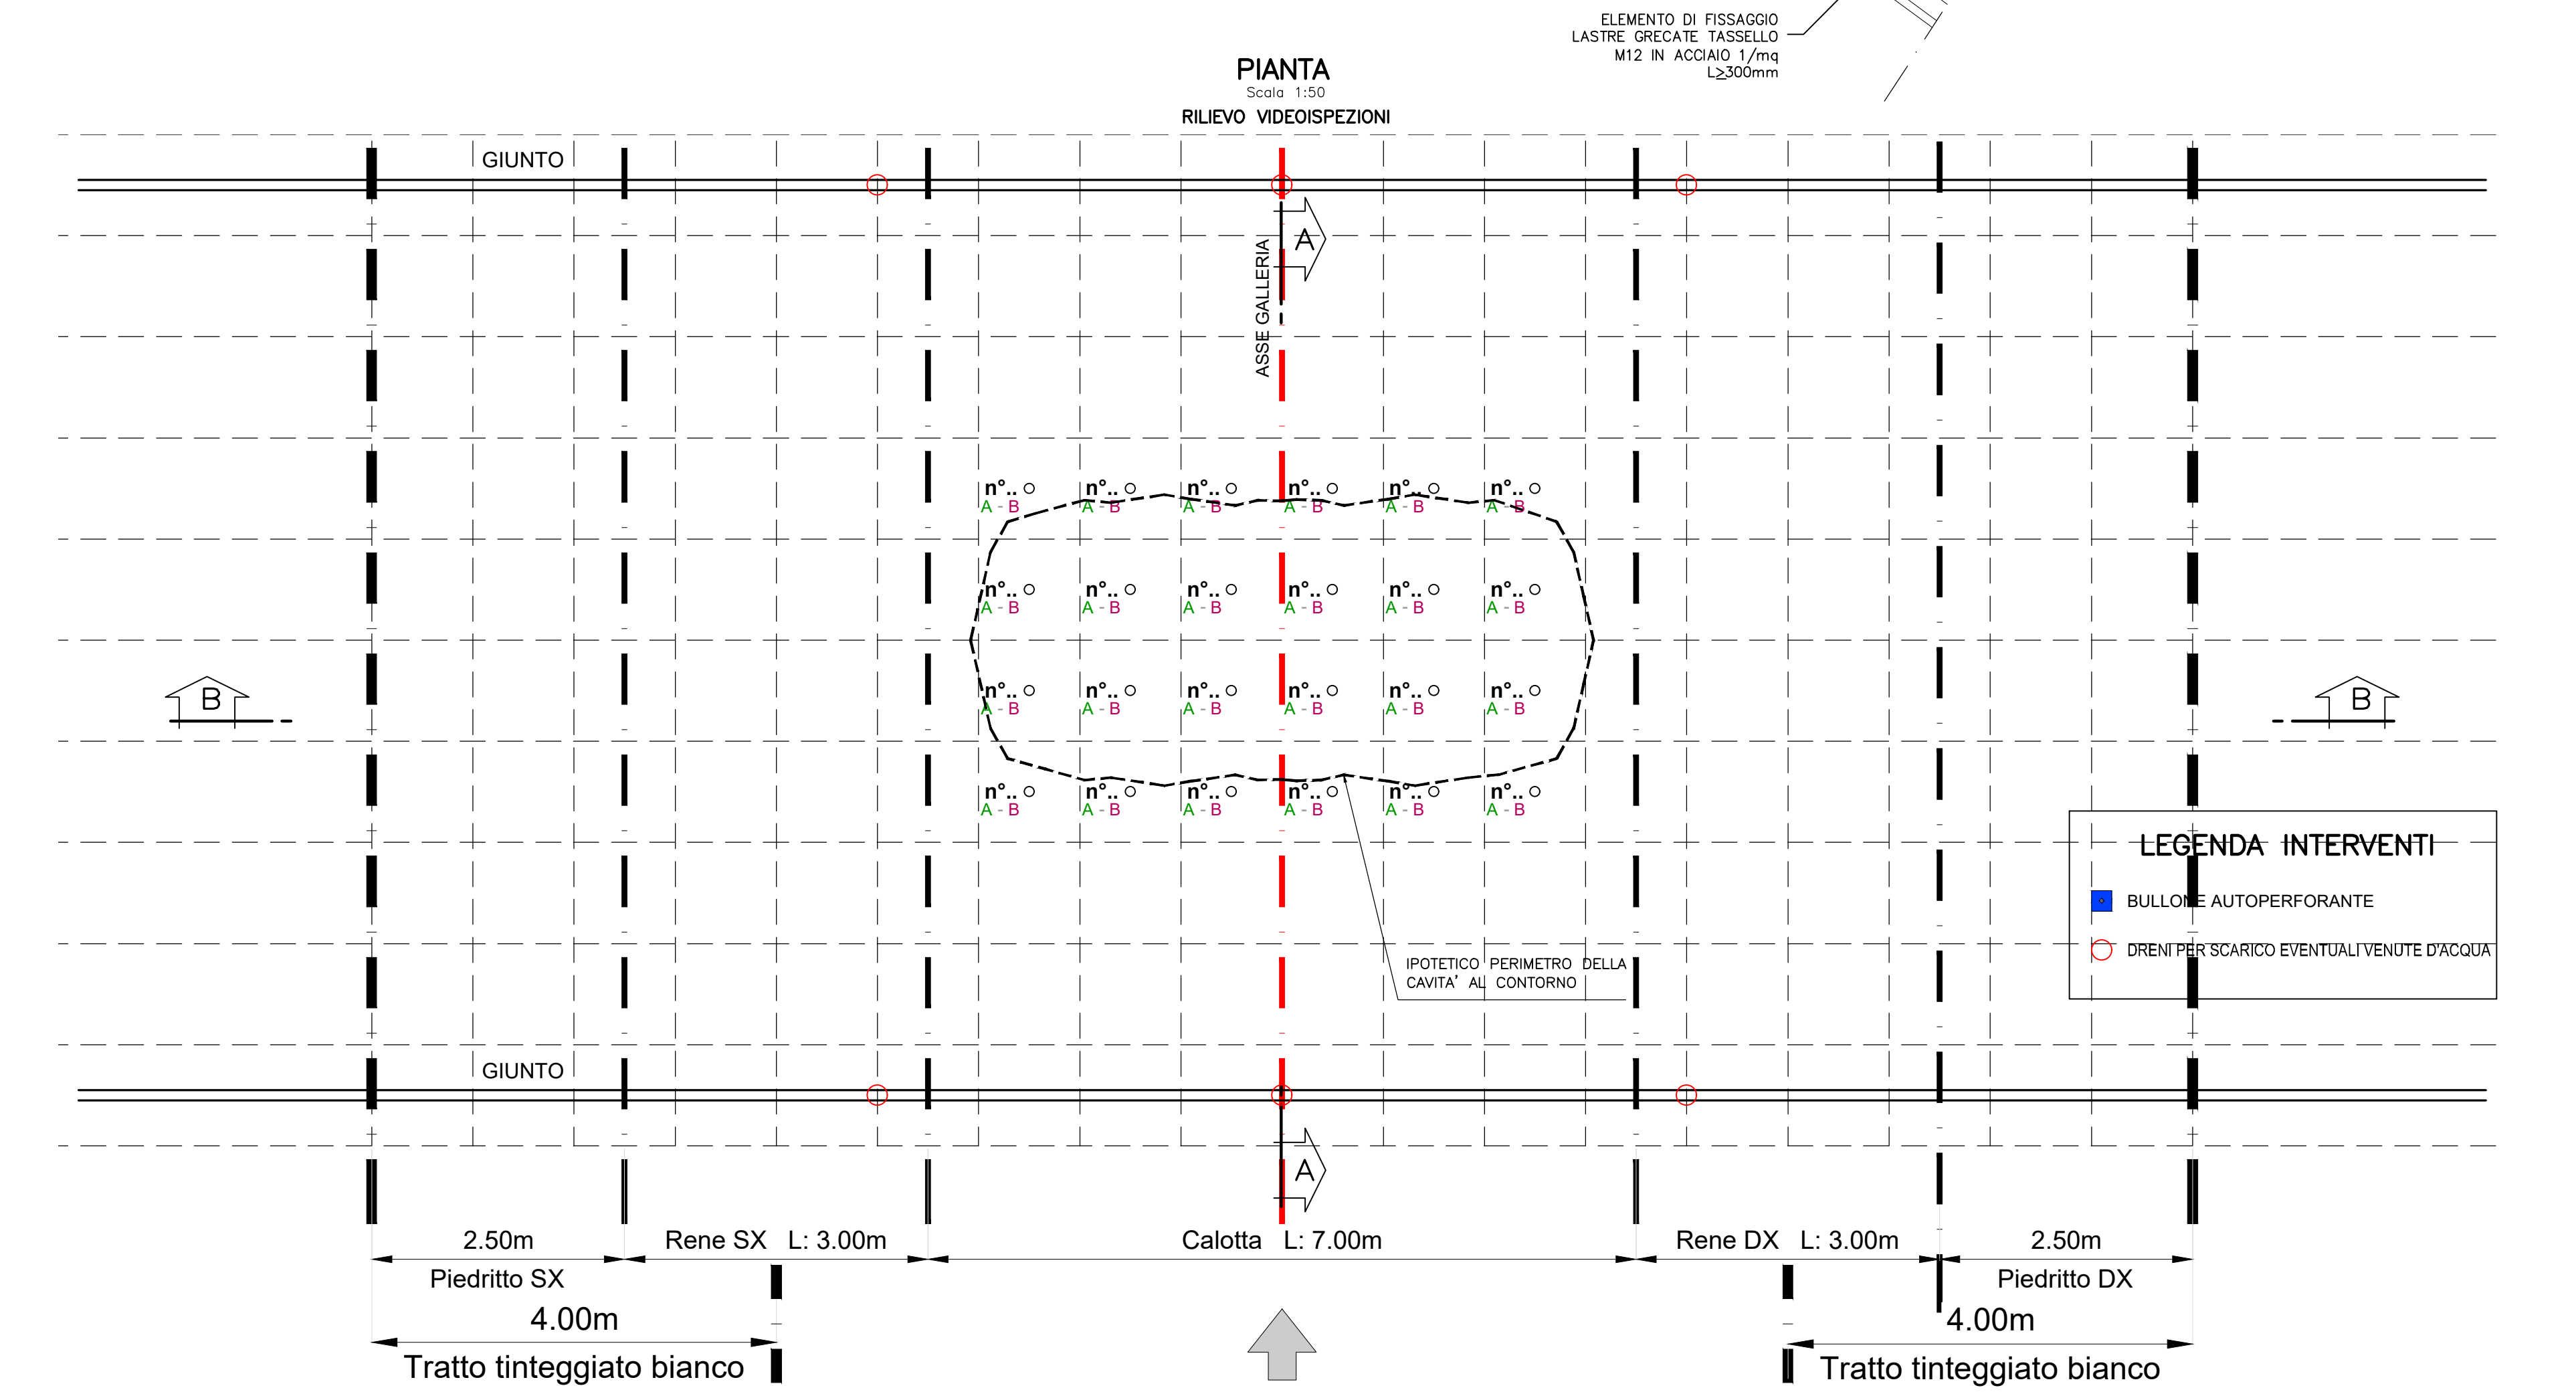 ELEMENTO DI FISSAGGIO
LASTRE GRECATE TASSELLO
M12 IN ACCIAIO 1/mq
L≥300mm
PIANTA
Scala 1:50
RILIEVO VIDEOISPEZIONI
GIUNTO
A
ASSE GALLERIA
n°.. n°.. n°.. n°.. n°.. n°..
A - B A - B A - B A - B A - B A - B
n°.. n°.. n°.. n°.. n°.. n°..
A - B A - B A - B A - B A - B A - B
B B
n°.. n°.. n°.. n°.. n°.. n°..
A - B A - B A - B A - B A - B A - B
n°.. n°.. n°.. n°.. n°.. n°..
A - B A - B A - B A - B A - B A - B
LEGENDA INTERVENTI
BULLONE AUTOPERFORANTE
DRENI PER SCARICO EVENTUALI VENUTE D'ACQUA
IPOTETICO PERIMETRO DELLA
CAVITA' AL CONTORNO
GIUNTO
A
2.50m Rene SX L: 3.00m Calotta L: 7.00m Rene DX L: 3.00m 2.50m
Piedritto SX Piedritto DX
4.00m 4.00m
Tratto tinteggiato bianco Tratto tinteggiato bianco